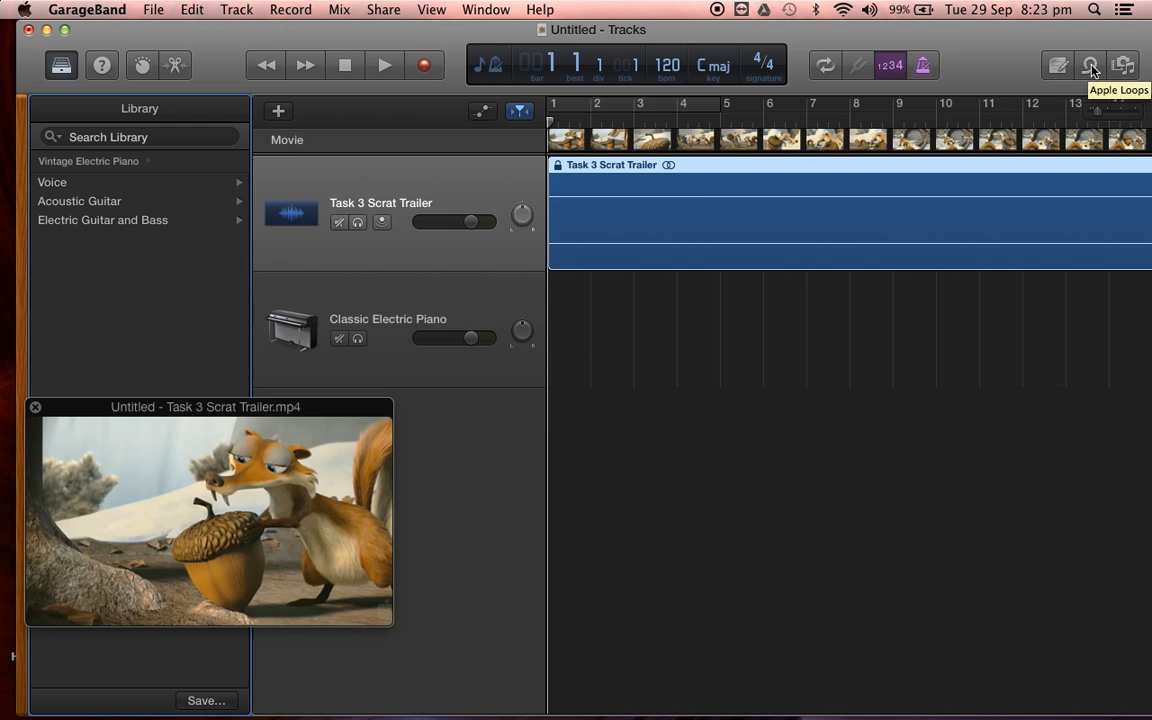 GarageBand File Edit Track Record Mix Share View Window Help 99% Tue 29 Sep 8:23 pm
Untitled - Tracks
001 1 1 001 120 Cmaj 4/4 1234
bar beat div tick bpm key signature
Apple Loops
Library
1 2 3 4 5 6 7 8 9 10 11 12 13
Search Library
Movie
Vintage Electric Piano
Task 3 Scrat Trailer
Voice
Acoustic Guitar
Task 3 Scrat Trailer
Electric Guitar and Bass
L R
Classic Electric Piano
L R
Untitled - Task 3 Scrat Trailer.mp4
H
Save...